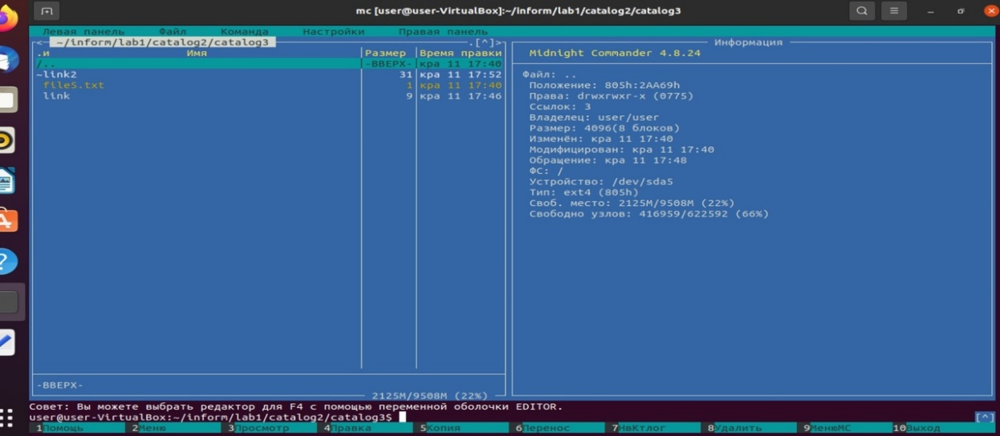 mc [user@user-VirtualBox]:~/inform/lab1/catalog2/catalog3
Левая панель Файл Команда Настройки Правая панель
<- ~/inform/lab1/catalog2/catalog3 .[^]>
.и Имя Размер Время правки
/.. -ВВЕРХ- кра 11 17:40
~link2 31 кра 11 17:52
file5.txt 1 кра 11 17:40
link 9 кра 11 17:46
-ВВЕРХ-
2125M/9508M (22%)
Информация
Midnight Commander 4.8.24
Файл: ..
Положение: 805h:2AA69h
Права: drwxrwxr-x (0775)
Ссылок: 3
Владелец: user/user
Размер: 4096(8 блоков)
Изменён: кра 11 17:40
Модифицирован: кра 11 17:40
Обращение: кра 11 17:48
ФС: /
Устройство: /dev/sda5
Тип: ext4 (805h)
Своб. место: 2125M/9508M (22%)
Свободно узлов: 416959/622592 (66%)
Совет: Вы можете выбрать редактор для F4 с помощью переменной оболочки EDITOR.
user@user-VirtualBox:~/inform/lab1/catalog2/catalog3$ [^]
1Помощь 2Меню 3Просмотр 4Правка 5Копия 6Перенос 7НвКтлог 8Удалить 9МенюMC 10Выход